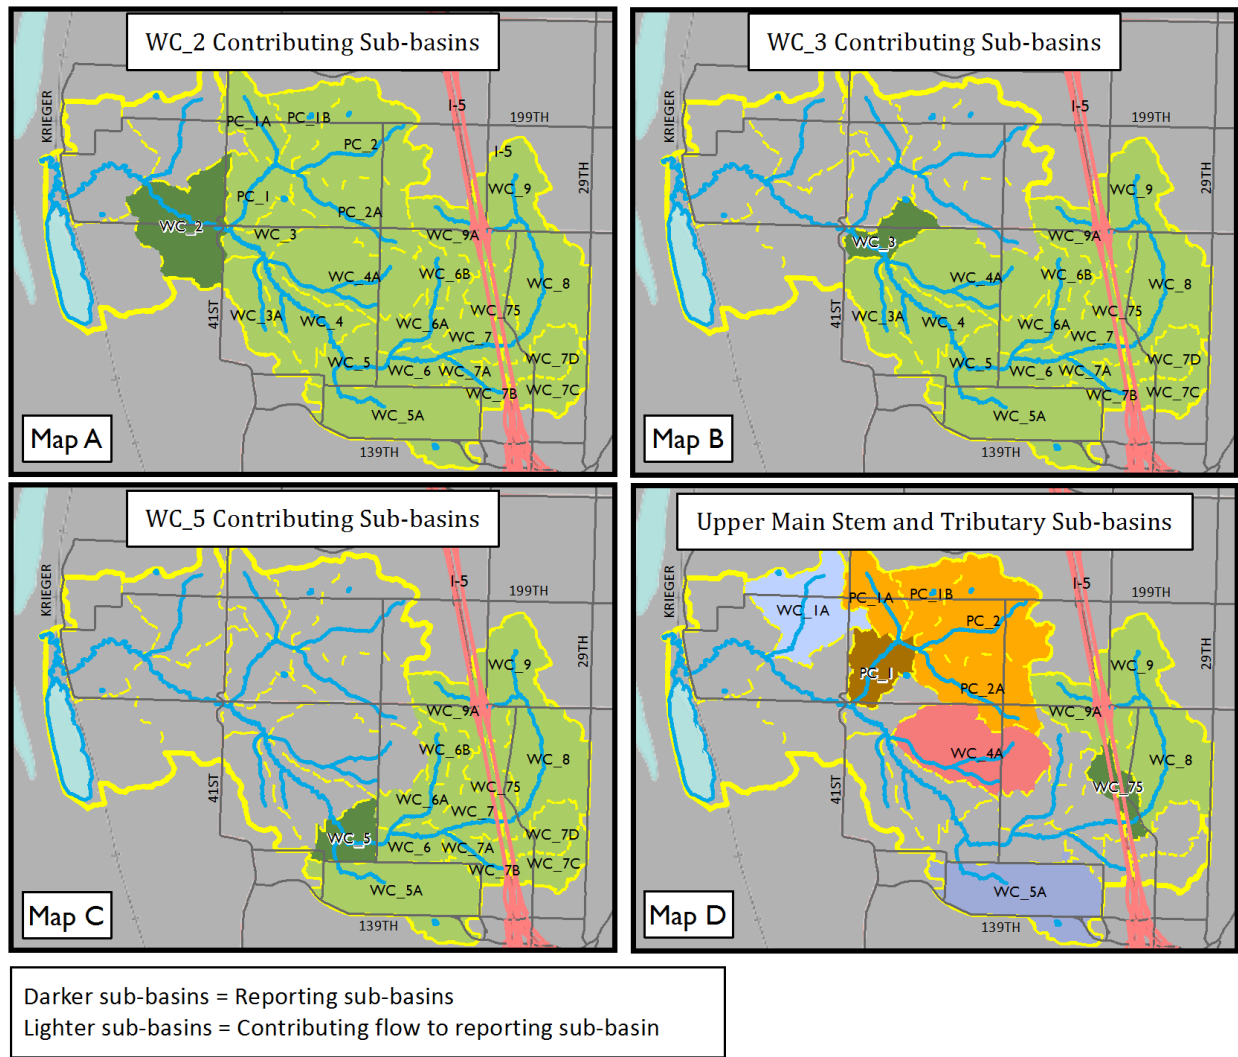 WC_2 Contributing Sub-basins
KRIEGER
I-5
199TH
PC_1A
PC_1B
PC_2
I-5
29TH
PC_1
WC_9
PC_2A
WC_2
WC_3
WC_9A
WC_4A
WC_6B
WC_8
41ST
WC_3A
WC_4
WC_6A
WC_75
WC_7
WC_5
WC_6
WC_7A
WC_7D
WC_7B
WC_7C
WC_5A
139TH
Map A
WC_3 Contributing Sub-basins
KRIEGER
I-5
199TH
29TH
WC_9
WC_3
WC_9A
WC_4A
WC_6B
WC_8
41ST
WC_3A
WC_4
WC_6A
WC_75
WC_7
WC_5
WC_6
WC_7A
WC_7D
WC_7B
WC_7C
WC_5A
139TH
Map B
WC_5 Contributing Sub-basins
KRIEGER
I-5
199TH
29TH
WC_9
WC_9A
WC_6B
WC_8
41ST
WC_6A
WC_75
WC_7
WC_5
WC_6
WC_7A
WC_7D
WC_7B
WC_7C
WC_5A
139TH
Map C
Upper Main Stem and Tributary Sub-basins
KRIEGER
I-5
199TH
WC_1A
PC_1A
PC_1B
PC_2
29TH
PC_1
WC_9
PC_2A
WC_9A
WC_4A
WC_8
41ST
WC_75
WC_5A
139TH
Map D
Darker sub-basins = Reporting sub-basins
Lighter sub-basins = Contributing flow to reporting sub-basin